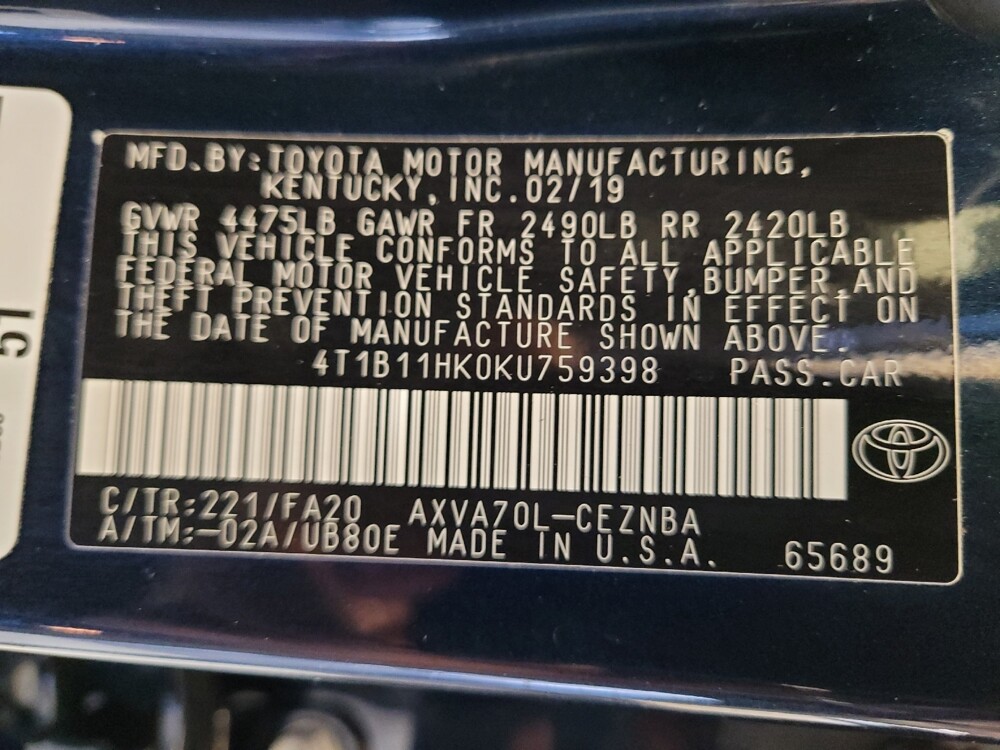 MFD.BY:TOYOTA MOTOR MANUFACTURING,
KENTUCKY,INC.02/19
GVWR 4475LB GAWR FR 2490LB RR 2420LB
THIS VEHICLE CONFORMS TO ALL APPLICABLE
FEDERAL MOTOR VEHICLE SAFETY,BUMPER,AND
THEFT PREVENTION STANDARDS IN EFFECT ON
THE DATE OF MANUFACTURE SHOWN ABOVE.
4T1B11HK0KU759398 PASS.CAR
C/TR:221/FA20 AXVA70L-CEZNBA
A/TM:-02A/UB80E MADE IN U.S.A. 65689